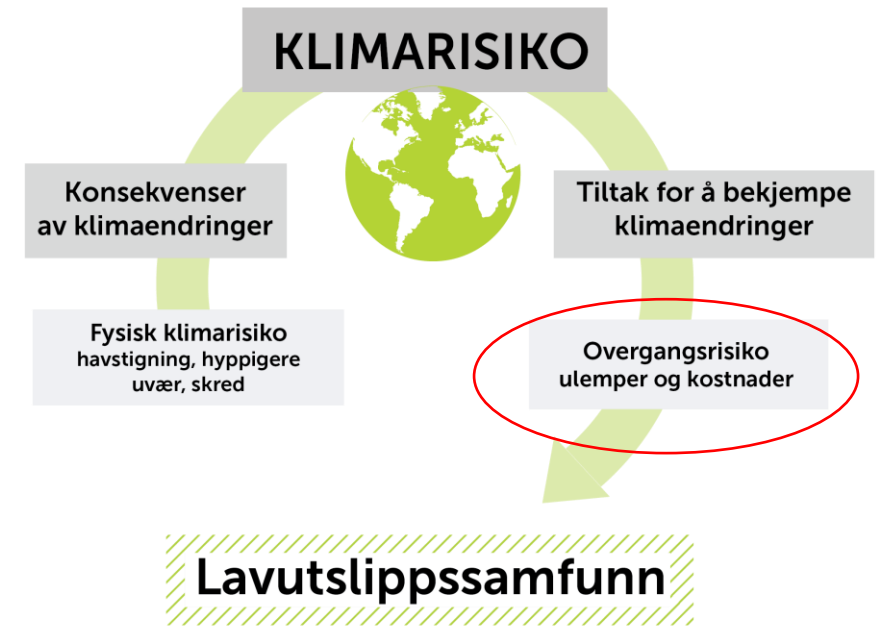 KLIMARISIKO
Konsekvenser
av klimaendringer
Tiltak for å bekjempe
klimaendringer
Fysisk klimarisiko
havstigning, hyppigere
uvær, skred
Overgangsrisiko
ulemper og kostnader
Lavutslippssamfunn